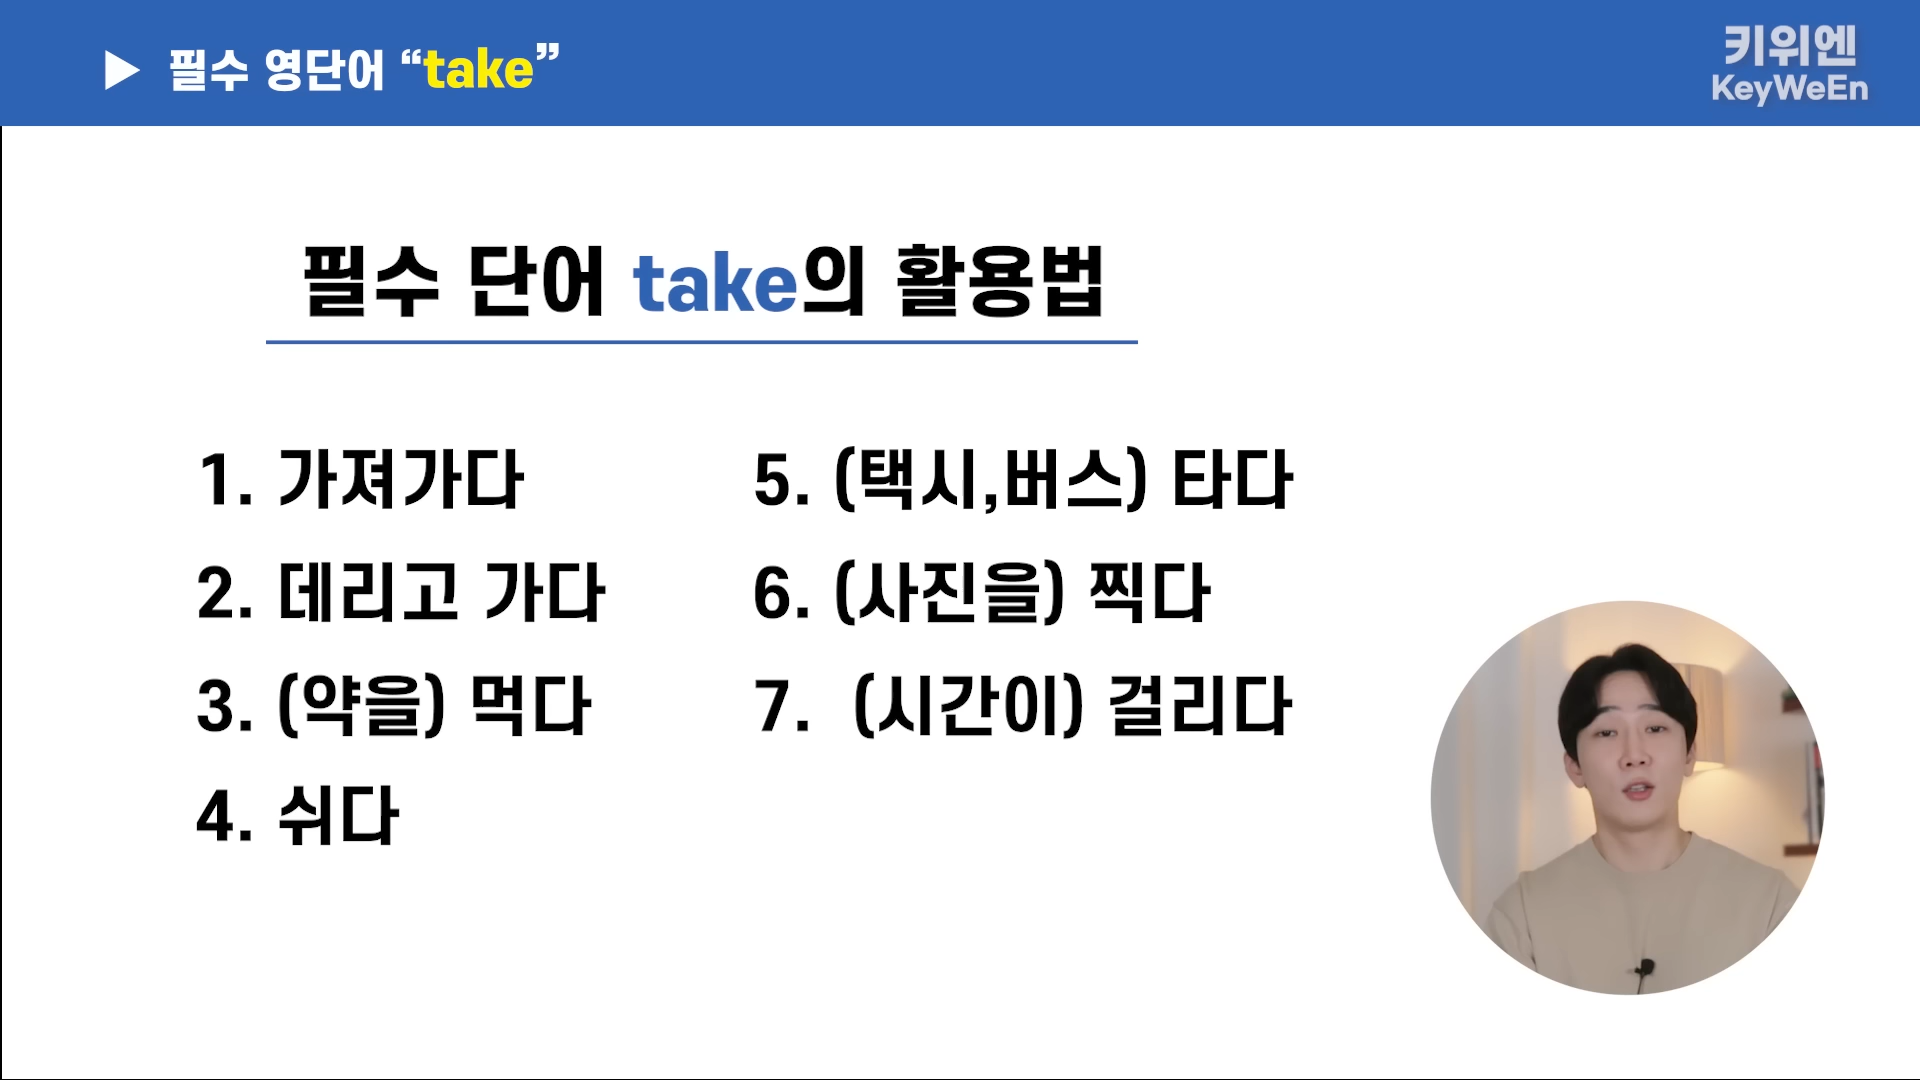 ▶ 필수 영단어 “take”
키위엔
KeyWeEn
필수 단어 take의 활용법
1. 가져가다
2. 데리고 가다
3. (약을) 먹다
4. 쉬다
5. (택시,버스) 타다
6. (사진을) 찍다
7. (시간이) 걸리다